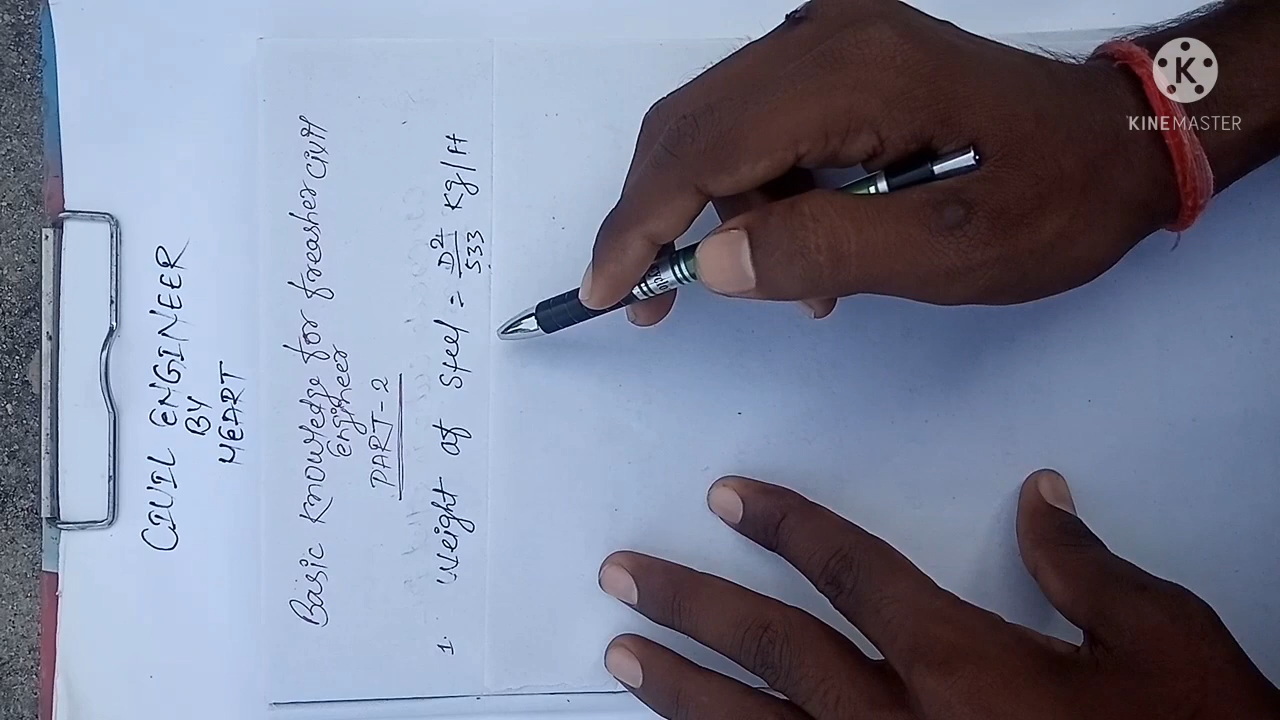 CIVIL ENGINEER
BY
HEART
Basic Knowledge for freasher civil
engineer
PART-2
1. Weight of Steel = D²/533 Kg/ft
KINEMASTER